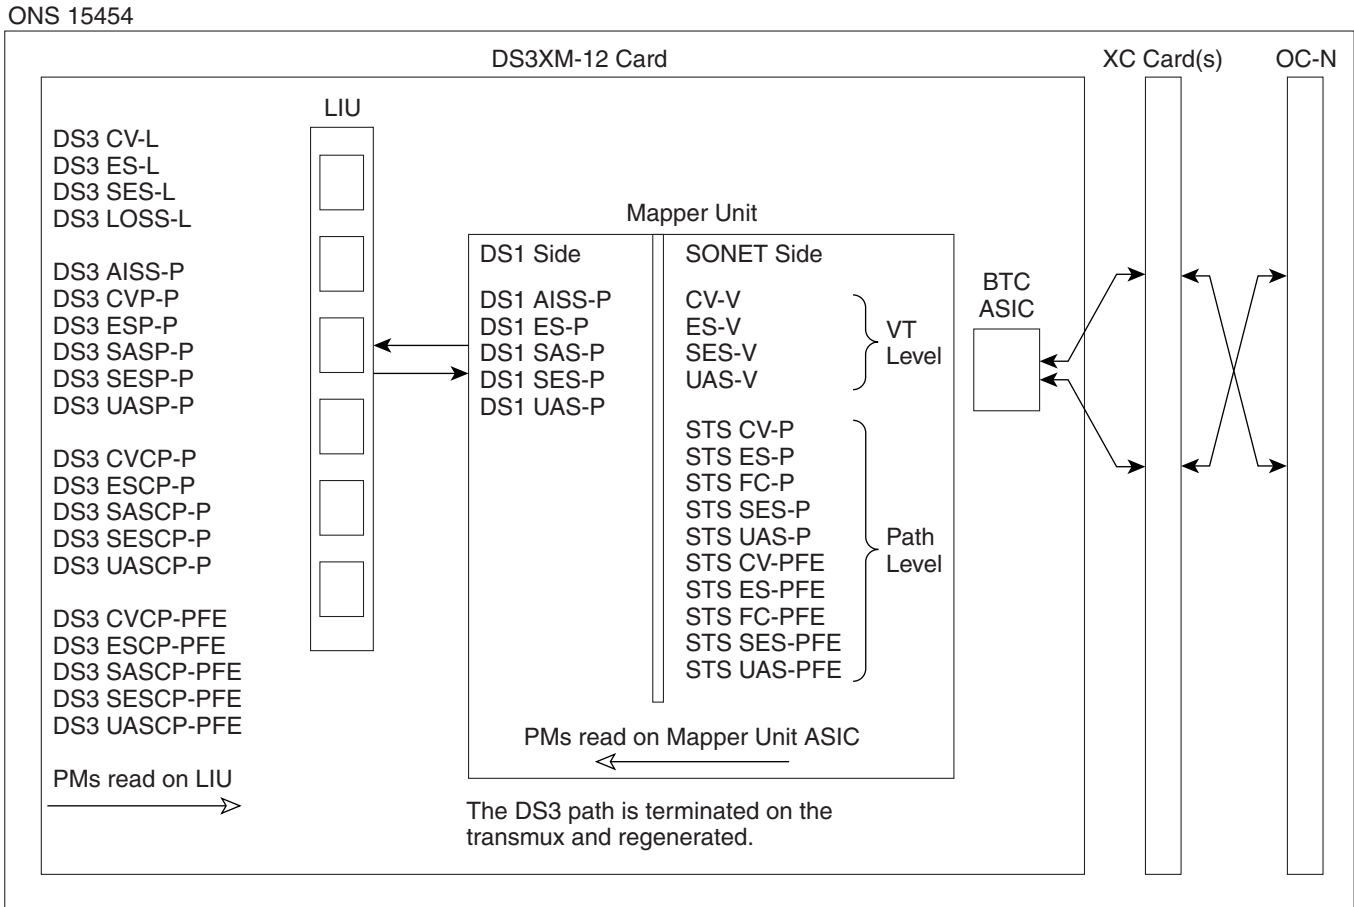 ONS 15454
DS3XM-12 Card
XC Card(s)
OC-N
LIU
DS3 CV-L
DS3 ES-L
DS3 SES-L
DS3 LOSS-L
DS3 AISS-P
DS3 CVP-P
DS3 ESP-P
DS3 SASP-P
DS3 SESP-P
DS3 UASP-P
DS3 CVCP-P
DS3 ESCP-P
DS3 SASCP-P
DS3 SESCP-P
DS3 UASCP-P
DS3 CVCP-PFE
DS3 ESCP-PFE
DS3 SASCP-PFE
DS3 SESCP-PFE
DS3 UASCP-PFE
PMs read on LIU
Mapper Unit
DS1 Side
DS1 AISS-P
DS1 ES-P
DS1 SAS-P
DS1 SES-P
DS1 UAS-P
SONET Side
CV-V
ES-V
SES-V
UAS-V
VT
Level
STS CV-P
STS ES-P
STS FC-P
STS SES-P
STS UAS-P
STS CV-PFE
STS ES-PFE
STS FC-PFE
STS SES-PFE
STS UAS-PFE
Path
Level
PMs read on Mapper Unit ASIC
The DS3 path is terminated on the
transmux and regenerated.
BTC
ASIC